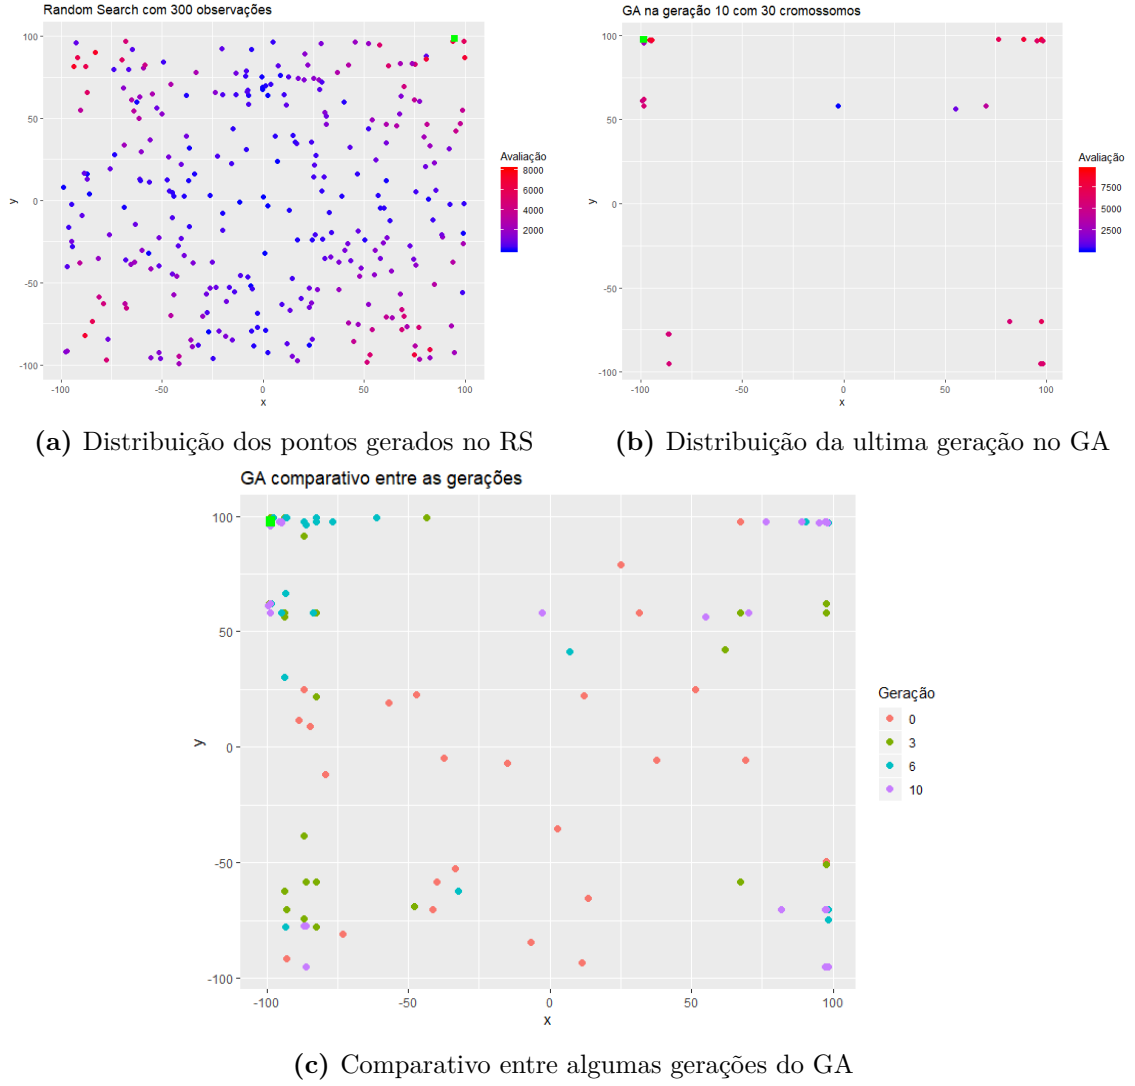 Random Search com 300 observações
100
50
0
-50
-100
y
-100
-50
0
50
100
x
Avaliação
8000
6000
4000
2000
(a) Distribuição dos pontos gerados no RS
GA na geração 10 com 30 cromossomos
100
50
0
-50
-100
y
-100
-50
0
50
100
x
Avaliação
7500
5000
2500
(b) Distribuição da ultima geração no GA
GA comparativo entre as gerações
100
50
0
-50
-100
y
-100
-50
0
50
100
x
Geração
0
3
6
10
(c) Comparativo entre algumas gerações do GA